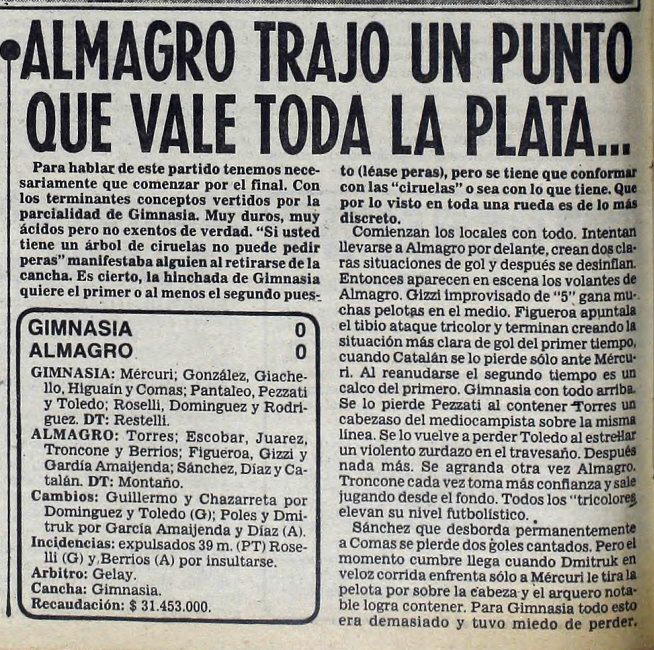 ALMAGRO TRAJO UN PUNTO
QUE VALE TODA LA PLATA...
Para hablar de este partido tenemos nece-
sariamente que comenzar por el final. Con
los terminantes conceptos vertidos por la
parcialidad de Gimnasia. Muy duros, muy
ácidos pero no exentos de verdad. "Si usted
tiene un árbol de ciruelas no puede pedir
peras" manifestaba alguien al retirarse de la
cancha. Es cierto, la hinchada de Gimnasia
quiere el primero o al menos el segundo pues-
GIMNASIA 0
ALMAGRO 0
GIMNASIA: Mércuri; González, Giache-
llo, Higuaín y Comas; Pantaleo, Pezzati
y Toledo; Roselli, Dominguez y Rodri-
guez. DT: Restelli.
ALMAGRO: Torres; Escobar, Juarez,
Troncone y Berrios; Figueroa, Gizzi y
Gardía Amaijenda; Sánchez, Díaz y Ca-
talán. DT: Montaño.
Cambios: Guillermo y Chazarreta por
Dominguez y Toledo (G); Poles y Dmi-
truk por García Amaijenda y Díaz (A).
Incidencias: expulsados 39 m. (PT) Rose-
lli (G) y Berrios (A) por insultarse.
Arbitro: Gelay.
Cancha: Gimnasia.
Recaudación: $ 31.453.000.
to (léase peras), pero se tiene que conformar
con las "ciruelas" o sea con lo que tiene. Que
por lo visto en toda una rueda es de lo más
discreto.
Comienzan los locales con todo. Intentan
llevarse a Almagro por delante, crean dos cla-
ras situaciones de gol y después se desinflan.
Entonces aparecen en escena los volantes de
Almagro. Gizzi improvisado de "5" gana mu-
chas pelotas en el medio. Figueroa apuntala
el tibio ataque tricolor y terminan creando la
situación más clara de gol del primer tiempo,
cuando Catalán se lo pierde sólo ante Mércu-
ri. Al reanudarse el segundo tiempo es un
calco del primero. Gimnasia con todo arriba.
Se lo pierde Pezzati al contener Torres un
cabezaso del mediocampista sobre la misma
línea. Se lo vuelve a perder Toledo al estrellar
un violento zurdazo en el travesaño. Después
nada más. Se agranda otra vez Almagro.
Troncone cada vez toma más confianza y sale
jugando desde el fondo. Todos los "tricolores
elevan su nivel futbolístico.
Sánchez que desborda permanentemente
a Comas se pierde dos goles cantados. Pero el
momento cumbre llega cuando Dmitruk en
veloz corrida enfrenta sólo a Mércuri le tira la
pelota por sobre la cabeza y el arquero nota-
ble logra contener. Para Gimnasia todo esto
era demasiado y tuvo miedo de perder.